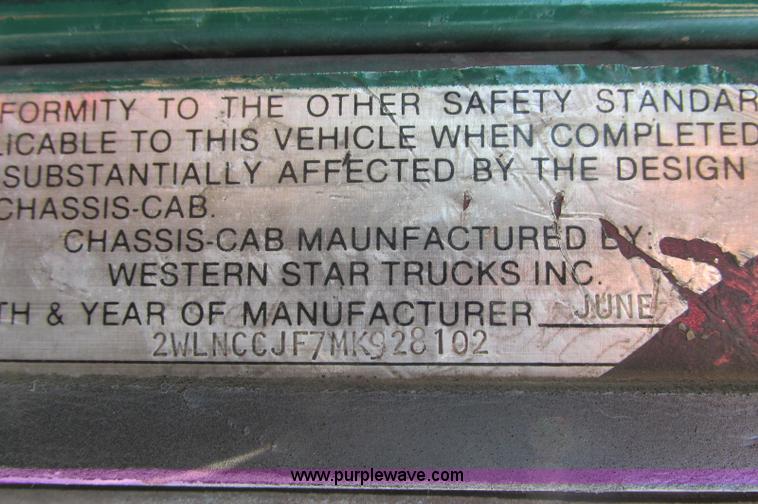 FORMITY TO THE OTHER SAFETY STANDAR
LICABLE TO THIS VEHICLE WHEN COMPLETED
SUBSTANTIALLY AFFECTED BY THE DESIGN
CHASSIS-CAB.
CHASSIS-CAB MAUNFACTURED BY:
WESTERN STAR TRUCKS INC.
TH & YEAR OF MANUFACTURER JUNE
2WLNCCJF7MK928102
www.purplewave.com